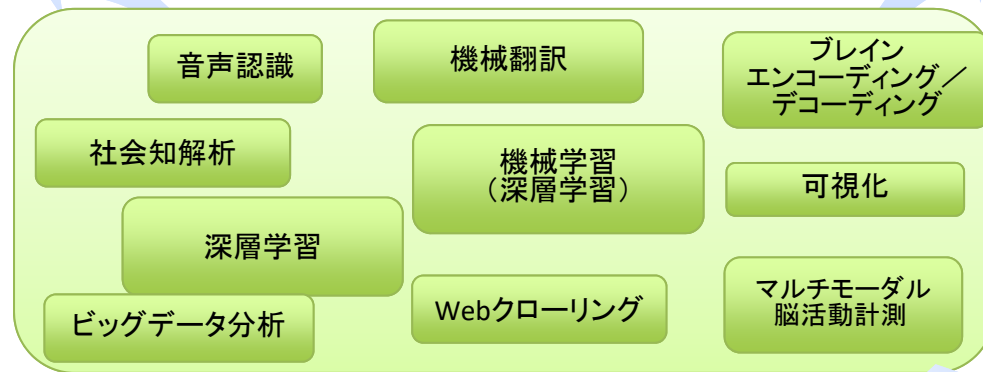 音声認識
機械翻訳
ブレイン
エンコーディング／
デコーディング
社会知解析
機械学習
（深層学習）
可視化
深層学習
ビッグデータ分析
Webクローリング
マルチモーダル
脳活動計測